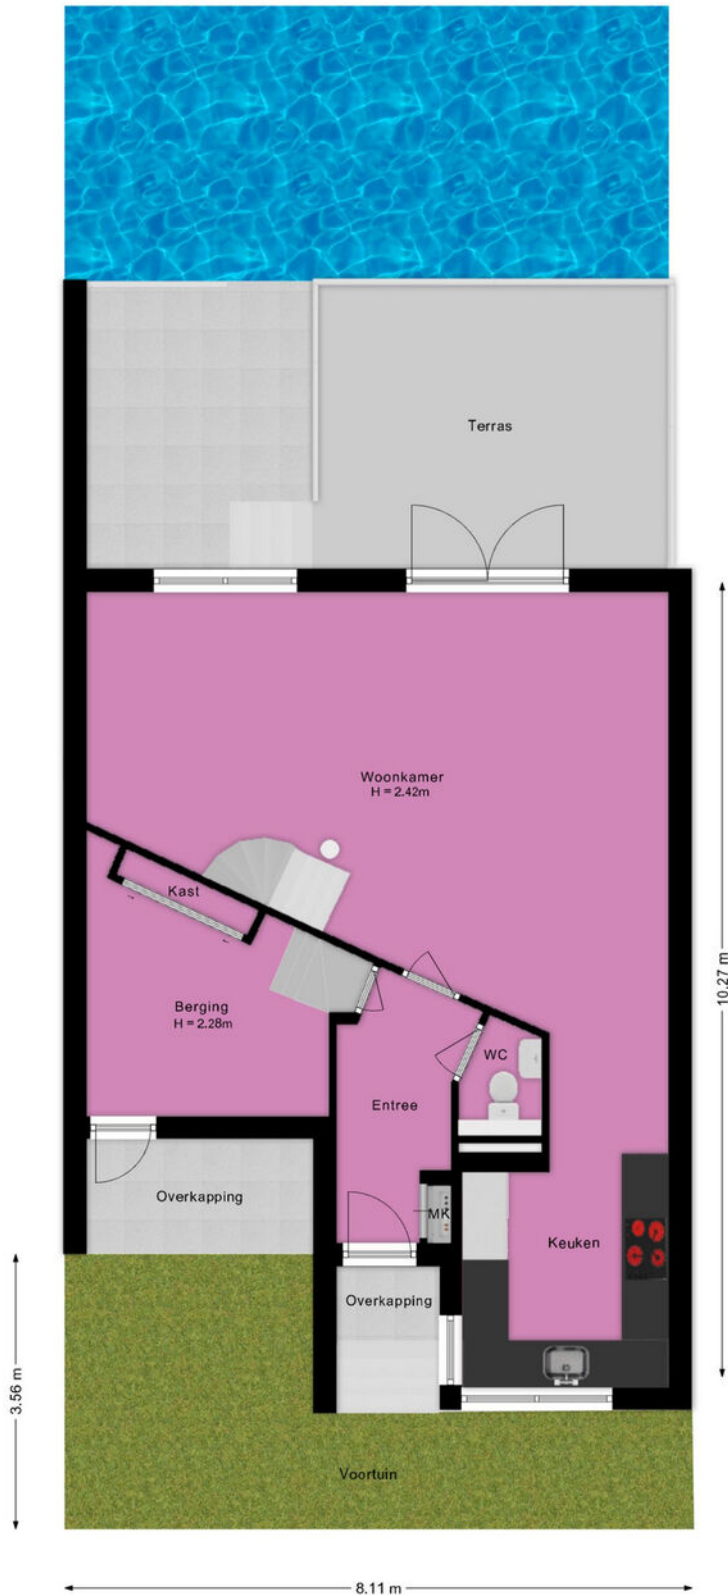 Terras
Woonkamer
H = 2.42m
Kast
Berging
H = 2.28m
WC
Entree
Overkapping
MK
Keuken
Overkapping
Voortuin
10.27 m
3.56 m
8.11 m